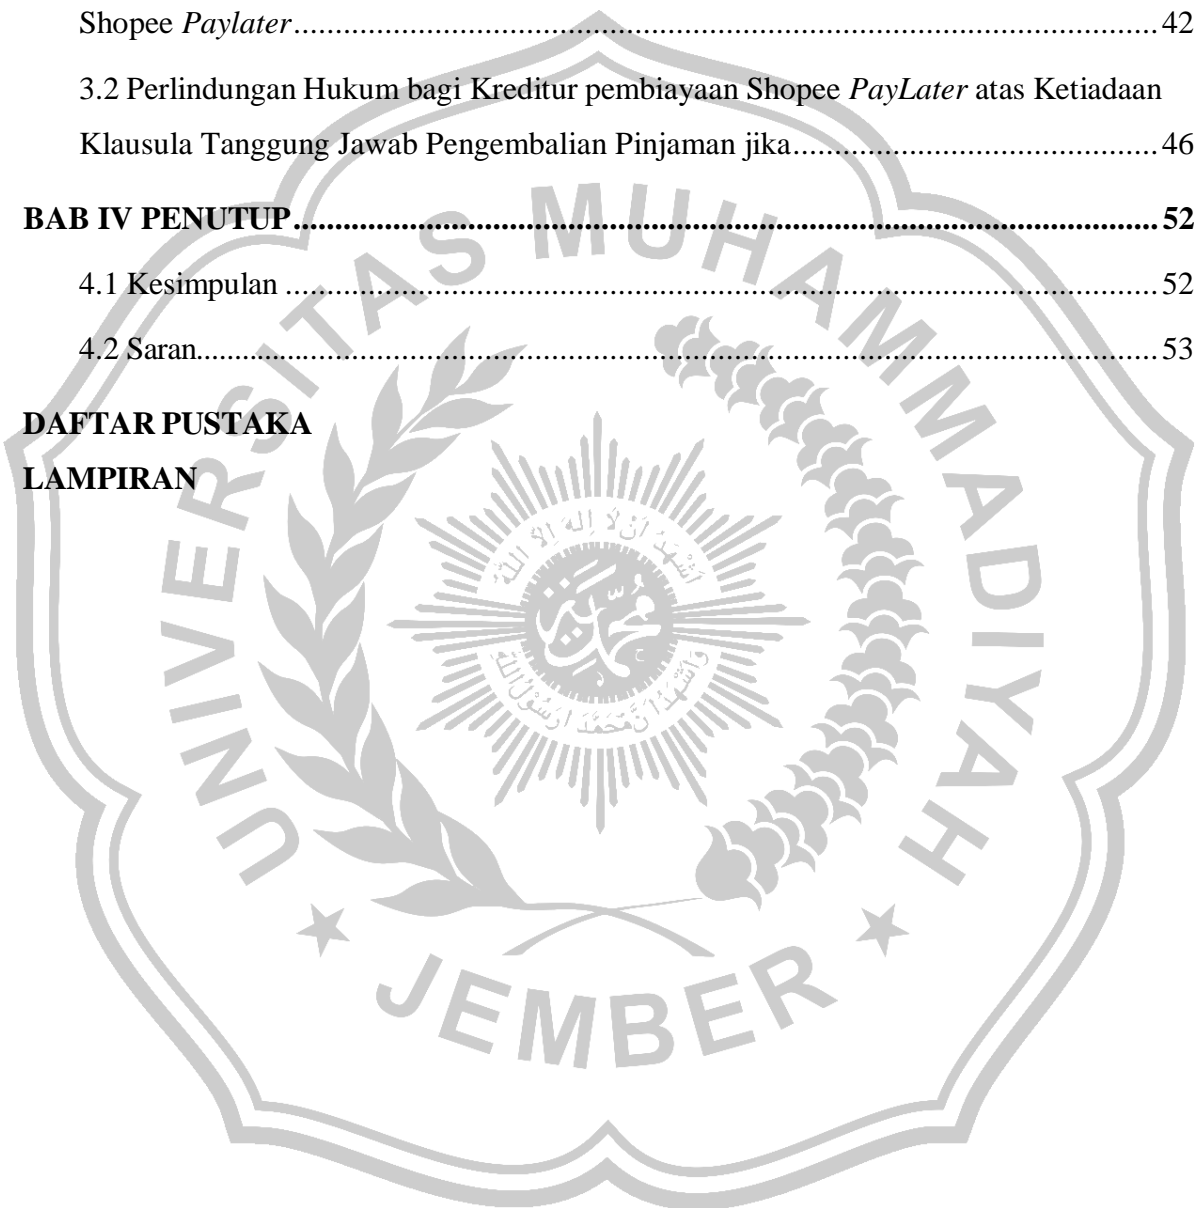 Shopee Paylater........................................................................................................42
3.2 Perlindungan Hukum bagi Kreditur pembiayaan Shopee PayLater atas Ketiadaan
Klausula Tanggung Jawab Pengembalian Pinjaman jika............................................46
BAB IV PENUTUP........................................................................................................ 52
4.1 Kesimpulan ........................................................................................................52
4.2 Saran...................................................................................................................53
DAFTAR PUSTAKA
LAMPIRAN
UNIVERSITAS MUHAMMADIYAH
JEMBER